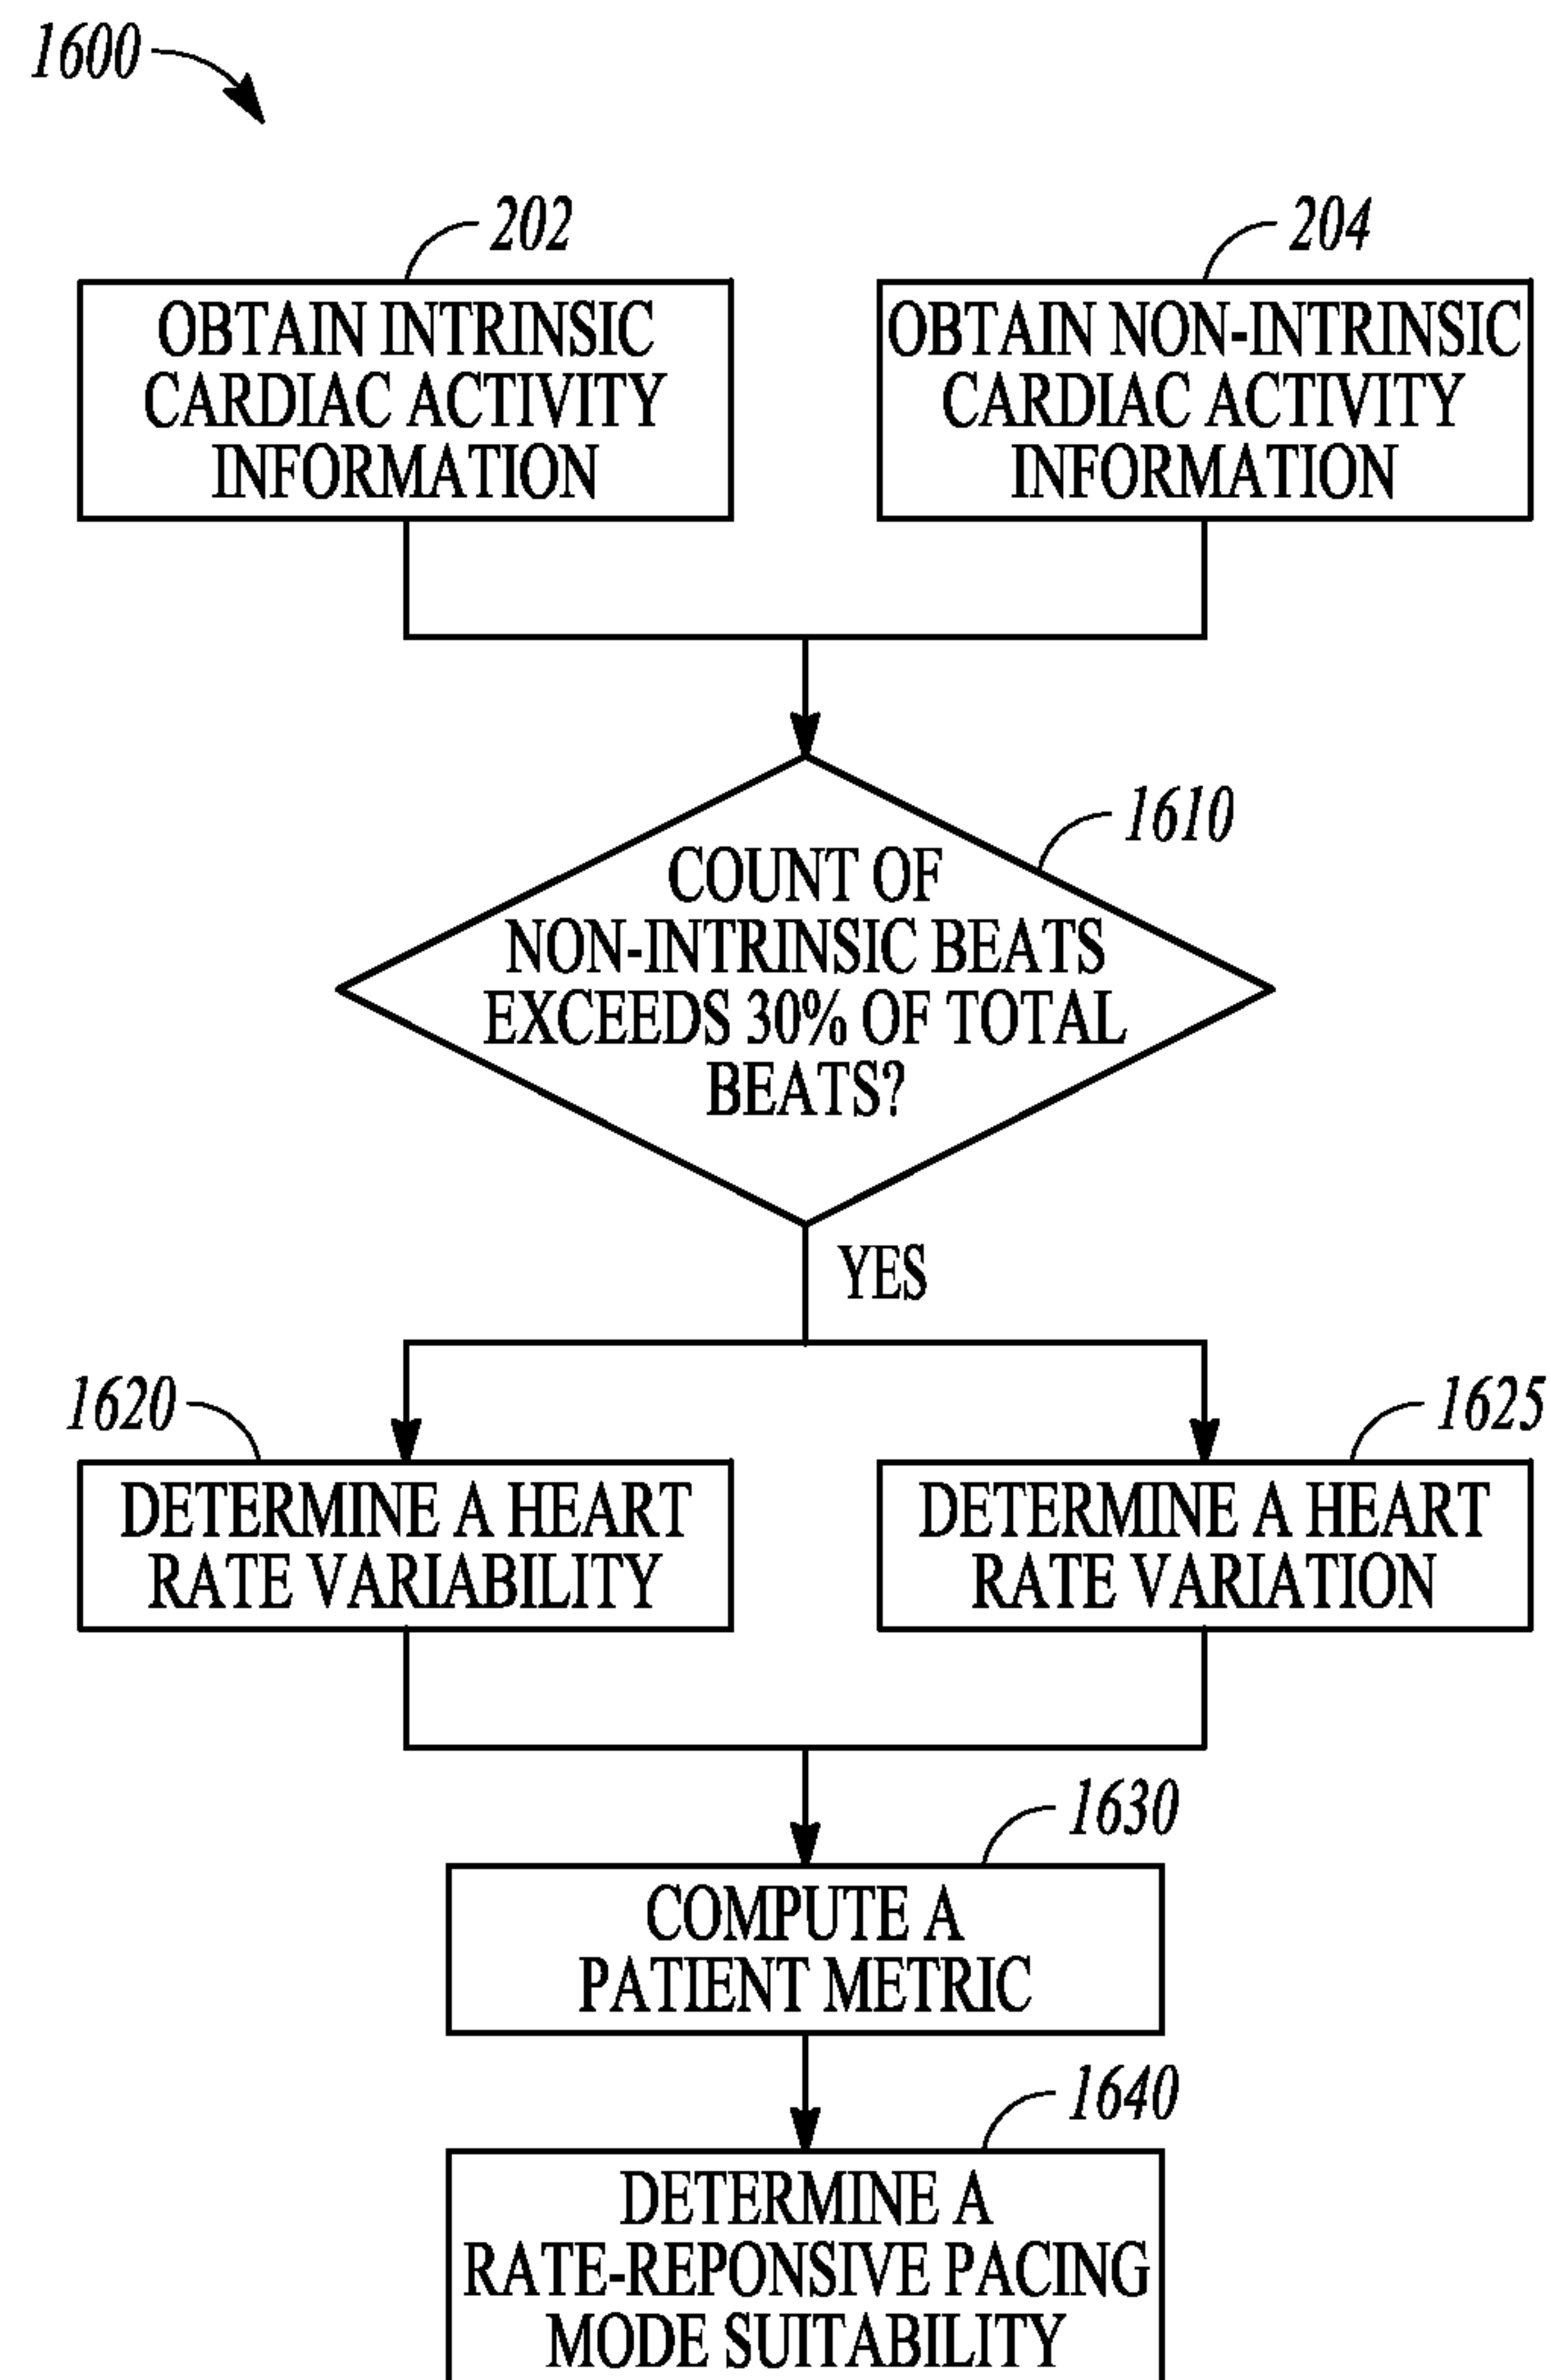 1600
202
204
OBTAIN INTRINSIC
CARDIAC ACTIVITY
INFORMATION
OBTAIN NON-INTRINSIC
CARDIAC ACTIVITY
INFORMATION
1610
COUNT OF
NON-INTRINSIC BEATS
EXCEEDS 30% OF TOTAL
BEATS?
YES
1620
1625
DETERMINE A HEART
RATE VARIABILITY
DETERMINE A HEART
RATE VARIATION
1630
COMPUTE A
PATIENT METRIC
1640
DETERMINE A
RATE-REPONSIVE PACING
MODE SUITABILITY